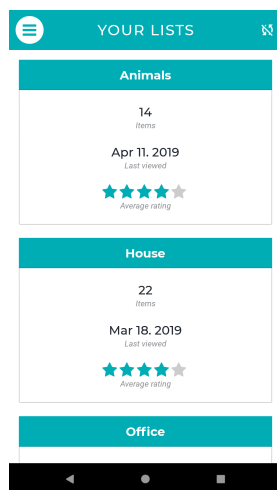 YOUR LISTS
Animals
14
Items
Apr 11. 2019
Last viewed
Average rating
House
22
Items
Mar 18. 2019
Last viewed
Average rating
Office